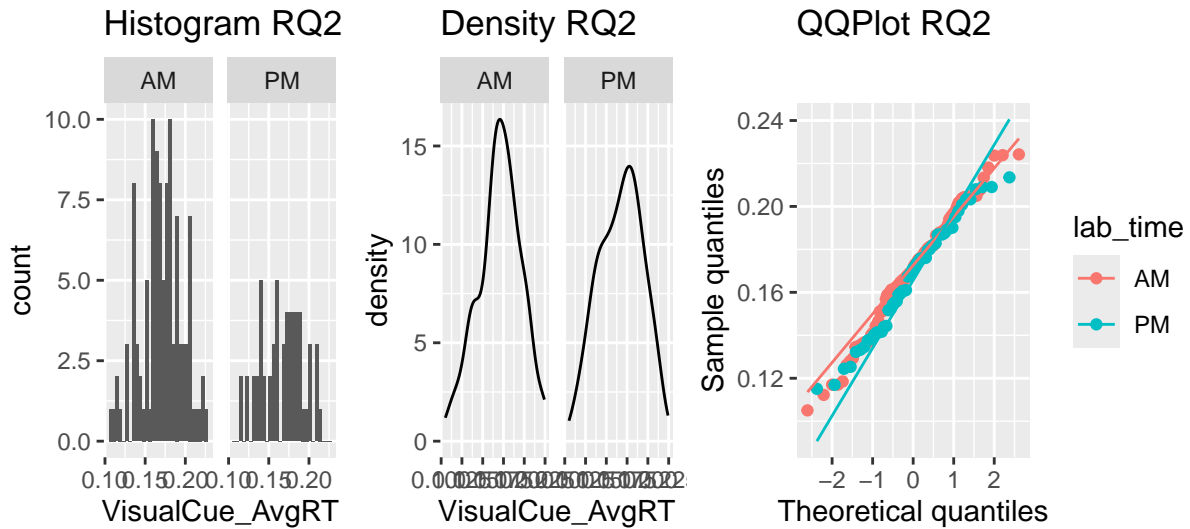 Histogram RQ2
AM
PM
10.0
7.5
5.0
2.5
0.0
count
0.10 0.15 0.20
0.10 0.15 0.20
VisualCue_AvgRT
Density RQ2
AM
PM
15
10
5
0
density
VisualCue_AvgRT
QQPlot RQ2
0.24
0.20
0.16
0.12
Sample quantiles
−2 −1 0 1 2
Theoretical quantiles
lab_time
AM
PM